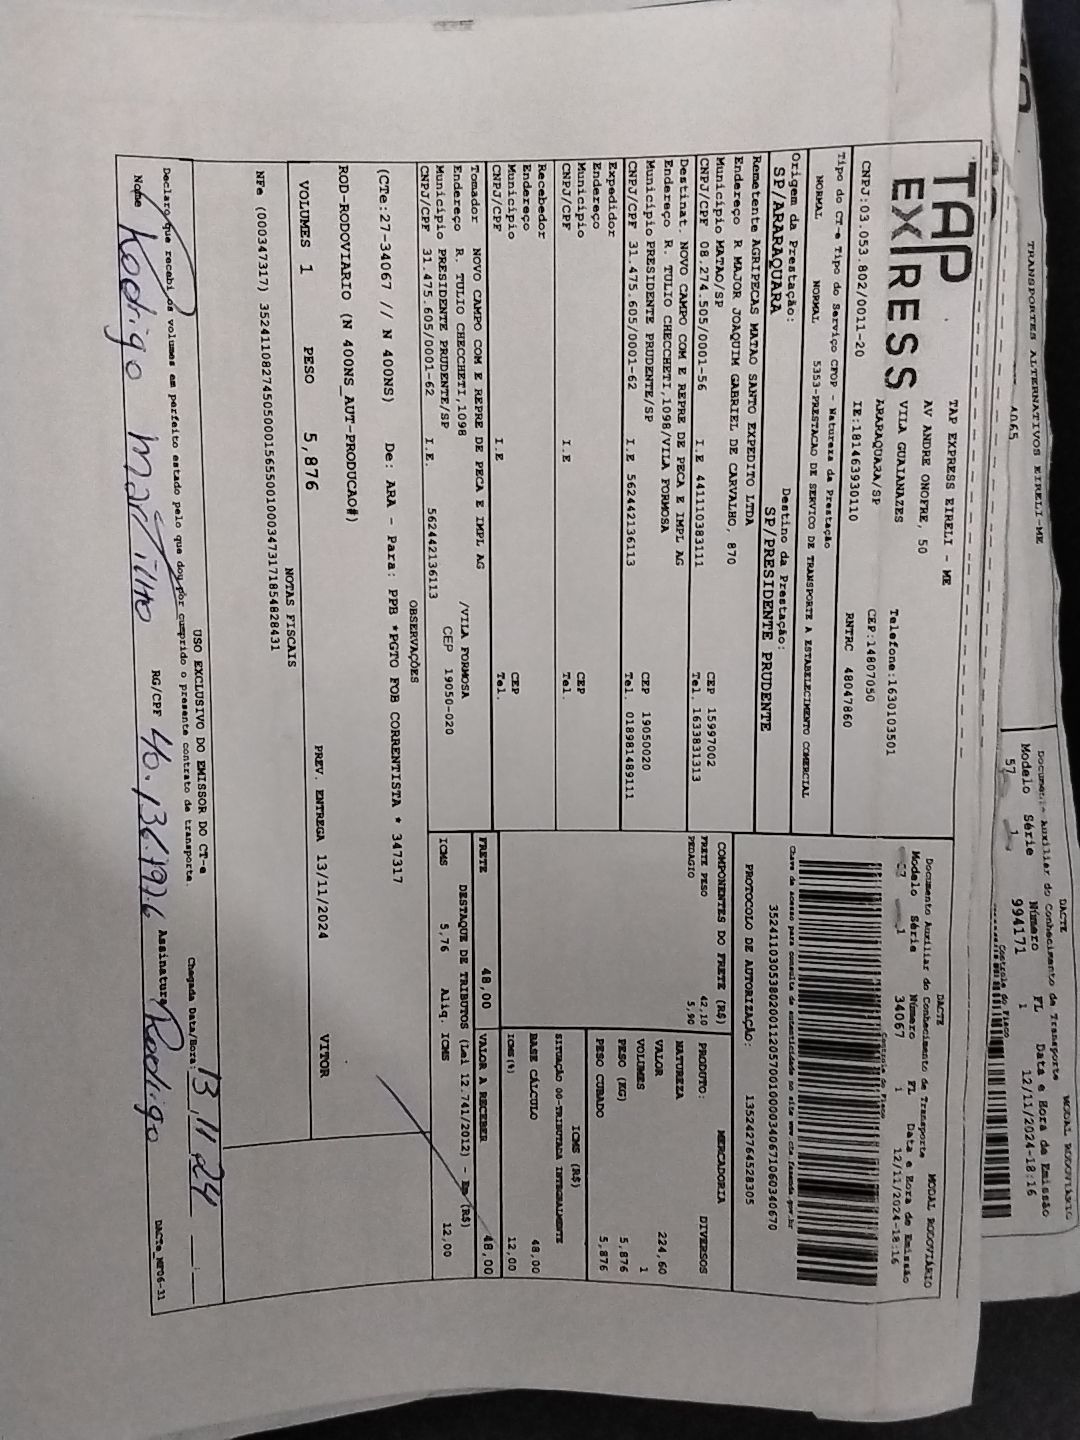 TRANSPORTES ALTERNATIVOS EIRELI-ME
DACTE
MODAL RODOVIÁRIO
Documento Auxiliar do Conhecimento de Transporte
Modelo Série Número FL Data e Hora de Emissão
57 1 994171 1 12/11/2024-18:16
Controle do Fisco
TAP EXPRESS
TAP EXPRESS EIRELI - ME
AV ANDRE ONOFRE, 50
VILA GUAIANAZES
ARARAQUARA/SP
Telefone:1630103501
CEP:14807050
CNPJ:03.053.802/0011-20 IE:181463930110 RNTRC 48047860
DACTE
MODAL RODOVIÁRIO
Documento Auxiliar do Conhecimento de Transporte
Modelo Série Número FL Data e Hora de Emissão
1 34067 1 12/11/2024-18:16
Controle do Fisco
Tipo do CT-e Tipo do Serviço CFOP - Natureza da Prestação
NORMAL NORMAL 5353-PRESTACAO DE SERVICO DE TRANSPORTE A ESTABELECIMENTO COMERCIAL
Chave de acesso para consulta de autenticidade no site www.cte.fazenda.gov.br
35241103053802001120570010000340671060340670
PROTOCOLO DE AUTORIZAÇÃO: 135242764528305
Origem da Prestação: Destino da Prestação:
SP/ARARAQUARA SP/PRESIDENTE PRUDENTE
Remetente AGRIPECAS MATAO SANTO EXPEDITO LTDA
Endereço R MAJOR JOAQUIM GABRIEL DE CARVALHO, 870
Município MATAO/SP CEP 15997002
CNPJ/CPF 08.274.505/0001-56 I.E 441110383111 Tel. 1633831313
Destinat. NOVO CAMPO COM E REPRE DE PECA E IMPL AG
Endereço R. TULIO CHECCHETI,1098/VILA FORMOSA
Município PRESIDENTE PRUDENTE/SP CEP 19050020
CNPJ/CPF 31.475.605/0001-62 I.E 562442136113 Tel. 018981489111
Expedidor
Endereço
Município CEP
CNPJ/CPF I.E Tel.
Recebedor
Endereço
Município CEP
CNPJ/CPF I.E Tel.
Tomador NOVO CAMPO COM E REPRE DE PECA E IMPL AG
Endereço R. TULIO CHECCHETI,1098 /VILA FORMOSA
Município PRESIDENTE PRUDENTE/SP CEP 19050-020
CNPJ/CPF 31.475.605/0001-62 I.E. 562442136113
COMPONENTES DO FRETE (R$)
FRETE PESO 42,10
PEDAGIO 5,90
MERCADORIA
PRODUTO: DIVERSOS
NATUREZA
VALOR 224,60
VOLUMES 1
PESO (KG) 5,876
PESO CUBADO 5,876
ICMS (R$)
SITUAÇÃO 00-TRIBUTADA INTEGRALMENTE
BASE CÁLCULO 48,00
ICMS(%) 12,00
FRETE 48,00 VALOR A RECEBER 48,00
DESTAQUE DE TRIBUTOS (Lei 12.741/2012) - Em (R$)
ICMS 5,76 Aliq. ICMS 12,00
OBSERVAÇÕES
(CTe:27-34067 // N 400NS) De: ARA - Para: PPB *PGTO FOB CORRENTISTA * 347317
ROD-RODOVIARIO (N 400NS_AUT-PRODUCAO#)
VOLUMES 1 PESO 5,876 PREV. ENTREGA 13/11/2024 VITOR
NOTAS FISCAIS
NFe (000347317) 35241108274505000156550010003473171854828431
USO EXCLUSIVO DO EMISSOR DO CT-e
Declaro que recebi os volumes em perfeito estado pelo que dou por cumprido o presente contrato de transporte.
Chegada Data/Hora: 13,11,24
Nome Rodrigo RG/CPF Assinatura Rodrigo
DACTe_MF06-31